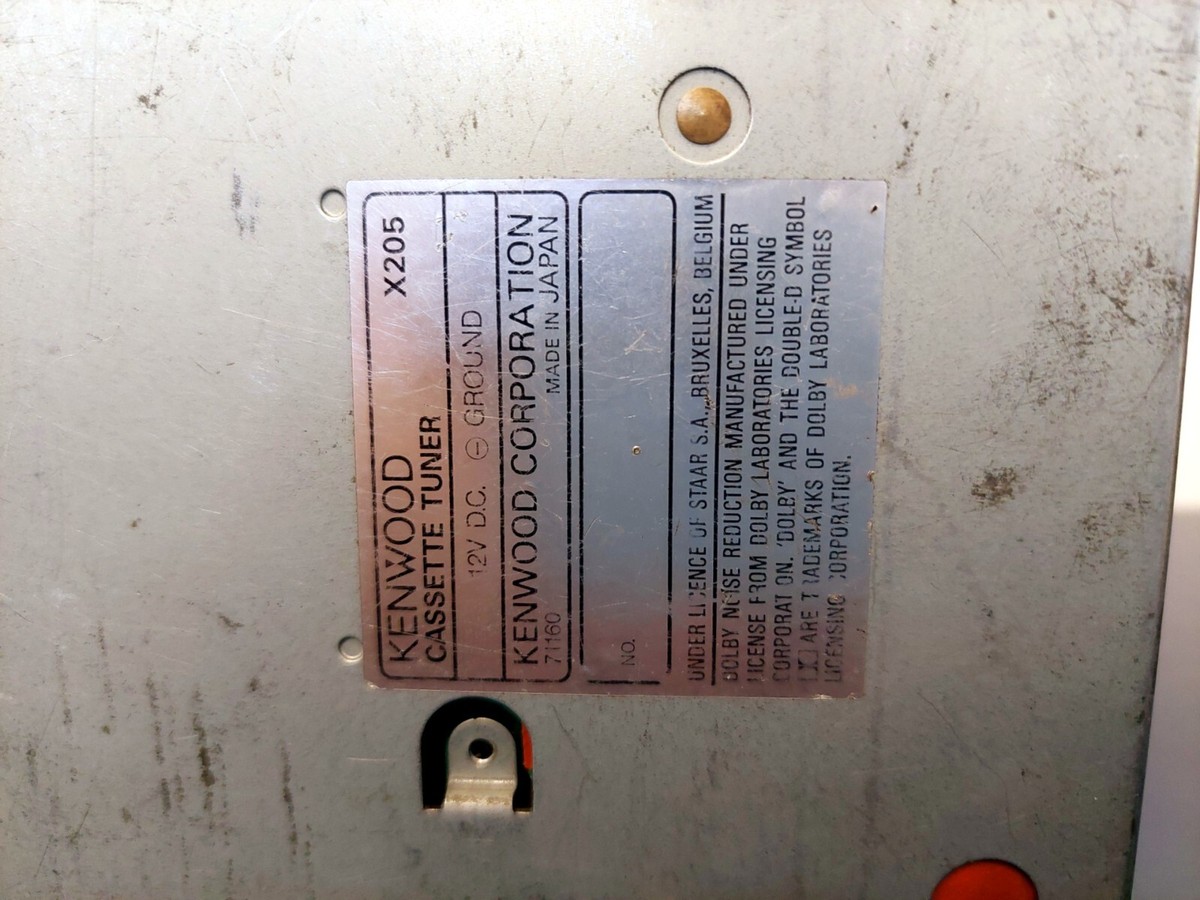 KENWOOD X205
CASSETTE TUNER
12V D.C. ⊖ GROUND
KENWOOD CORPORATION
71160 MADE IN JAPAN
NO.
UNDER LICENCE OF STAAR S.A., BRUXELLES, BELGIUM
DOLBY NOISE REDUCTION MANUFACTURED UNDER
LICENSE FROM DOLBY LABORATORIES LICENSING
CORPORATION. 'DOLBY' AND THE DOUBLE-D SYMBOL
ARE TRADEMARKS OF DOLBY LABORATORIES
LICENSING CORPORATION.